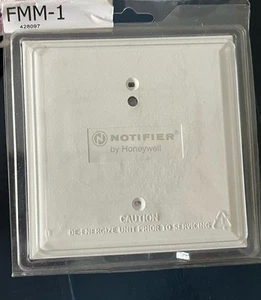 FMM-1
428097
NOTIFIER®
by Honeywell
CAUTION
DE-ENERGIZE UNIT PRIOR TO SERVICING